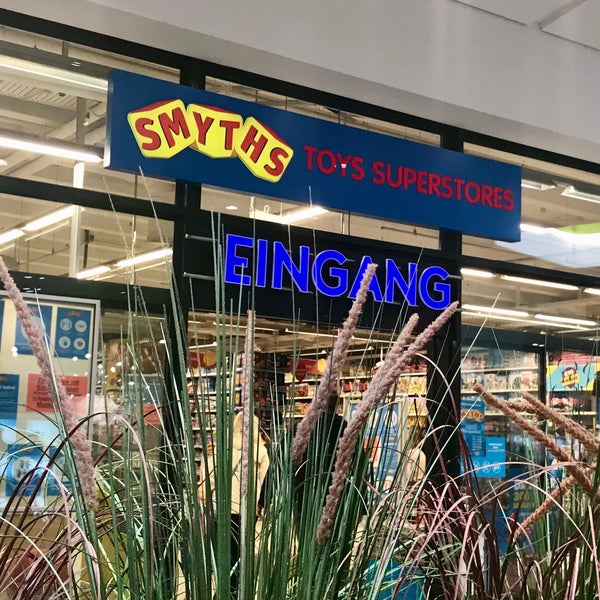 SMYTHS TOYS SUPERSTORES
EINGANG